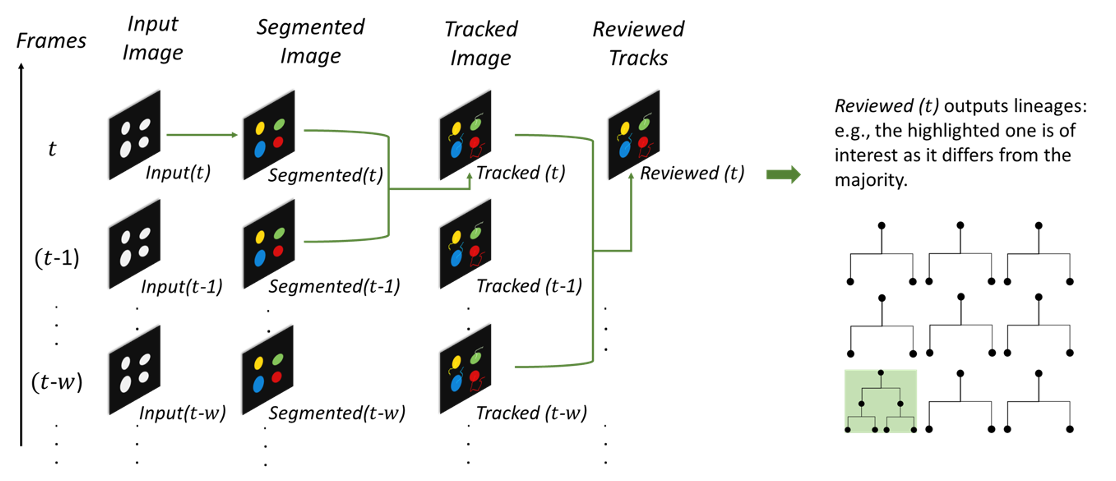 Frames
Input
Image
Segmented
Image
Tracked
Image
Reviewed
Tracks
t
Input(t)
Segmented(t)
Tracked (t)
Reviewed (t)
(t-1)
Input(t-1)
Segmented(t-1)
Tracked (t-1)
(t-w)
Input(t-w)
Segmented(t-w)
Tracked (t-w)
Reviewed (t) outputs lineages:
e.g., the highlighted one is of
interest as it differs from the
majority.